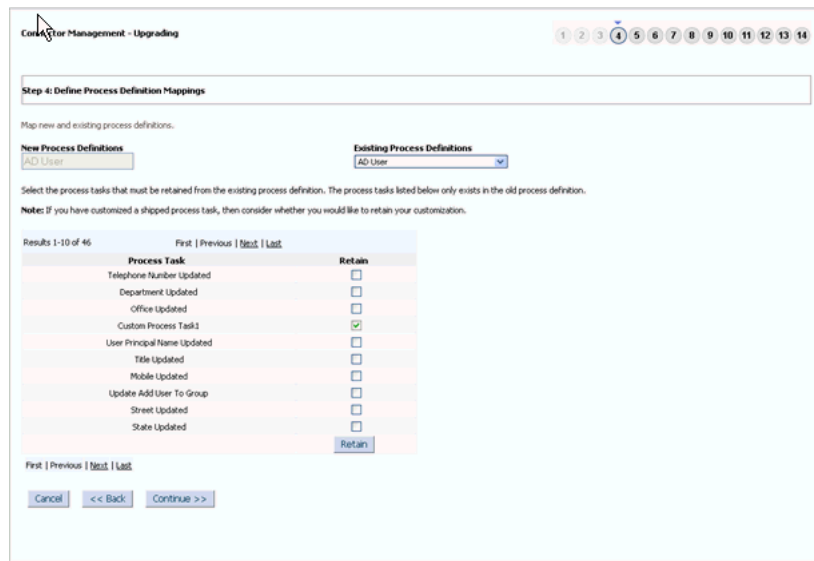 Connector Management - Upgrading
1 2 3 4 5 6 7 8 9 10 11 12 13 14
Step 4: Define Process Definition Mappings
Map new and existing process definitions.
New Process Definitions Existing Process Definitions
AD User AD User
Select the process tasks that must be retained from the existing process definition. The process tasks listed below only exists in the old process definition.
Note: If you have customized a shipped process task, then consider whether you would like to retain your customization.
Results 1-10 of 46 First | Previous | Next | Last
Process Task Retain
Telephone Number Updated
Department Updated
Office Updated
Custom Process Task1
User Principal Name Updated
Title Updated
Mobile Updated
Update Add User To Group
Street Updated
State Updated
Retain
First | Previous | Next | Last
Cancel << Back Continue >>